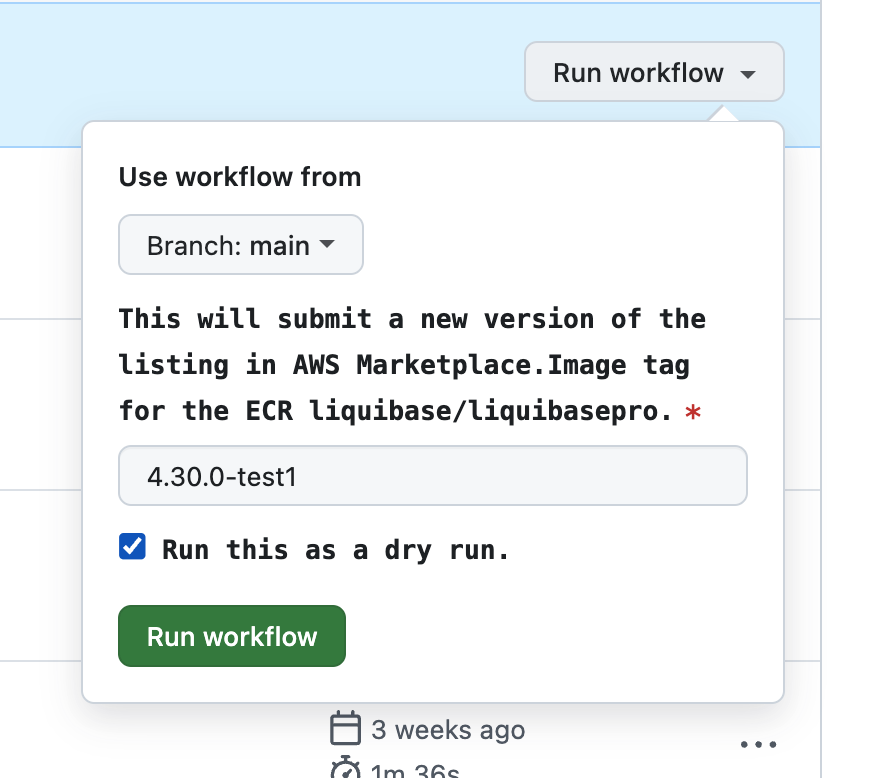 Run workflow
Use workflow from
Branch: main
This will submit a new version of the
listing in AWS Marketplace.Image tag
for the ECR liquibase/liquibasepro. *
4.30.0-test1
Run this as a dry run.
Run workflow
3 weeks ago
1m 36s